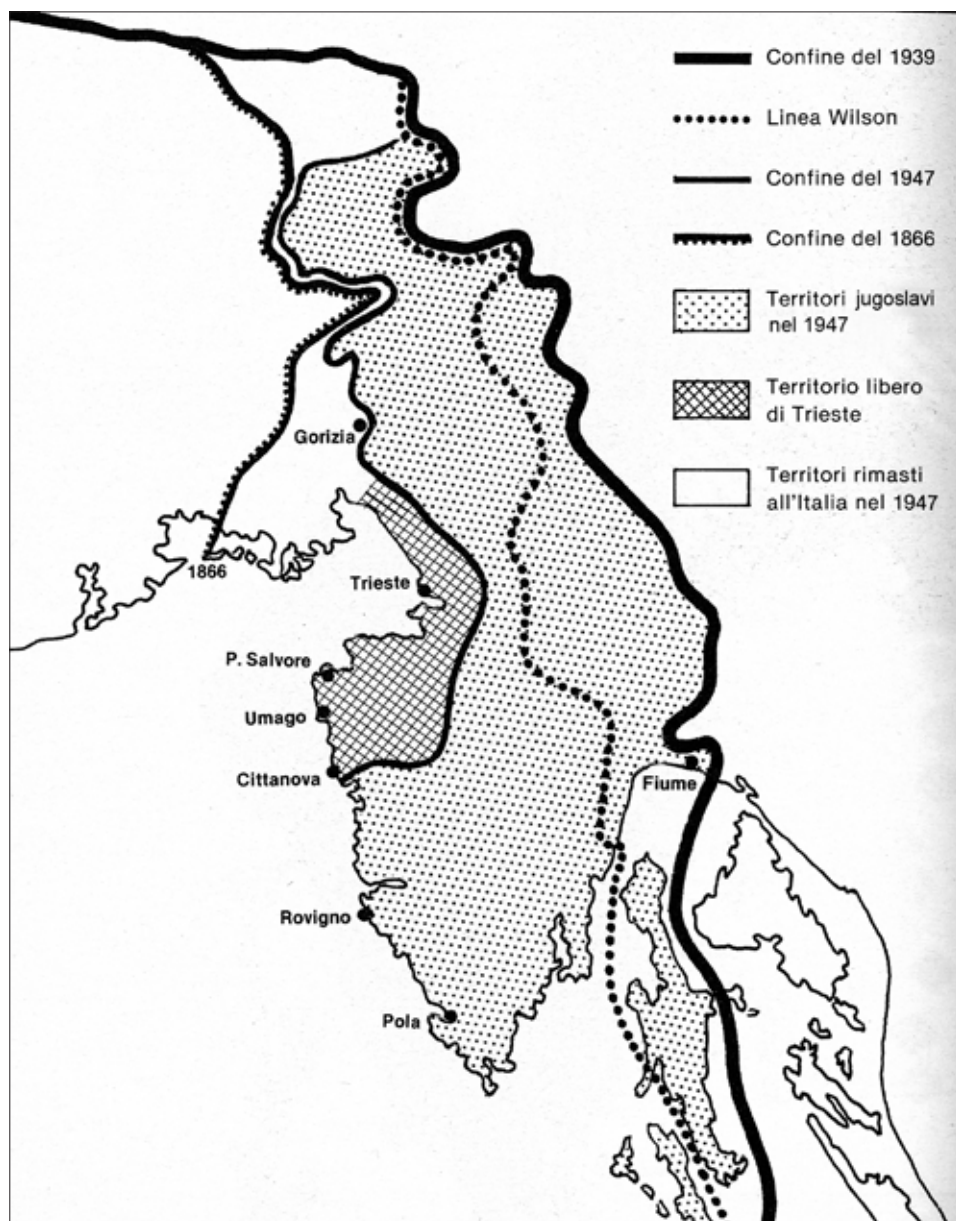 Confine del 1939
Linea Wilson
Confine del 1947
Confine del 1866
Territori jugoslavi
nel 1947
Territorio libero
di Trieste
Territori rimasti
all'Italia nel 1947
Gorizia
1866
Trieste
P. Salvore
Umago
Cittanova
Fiume
Rovigno
Pola